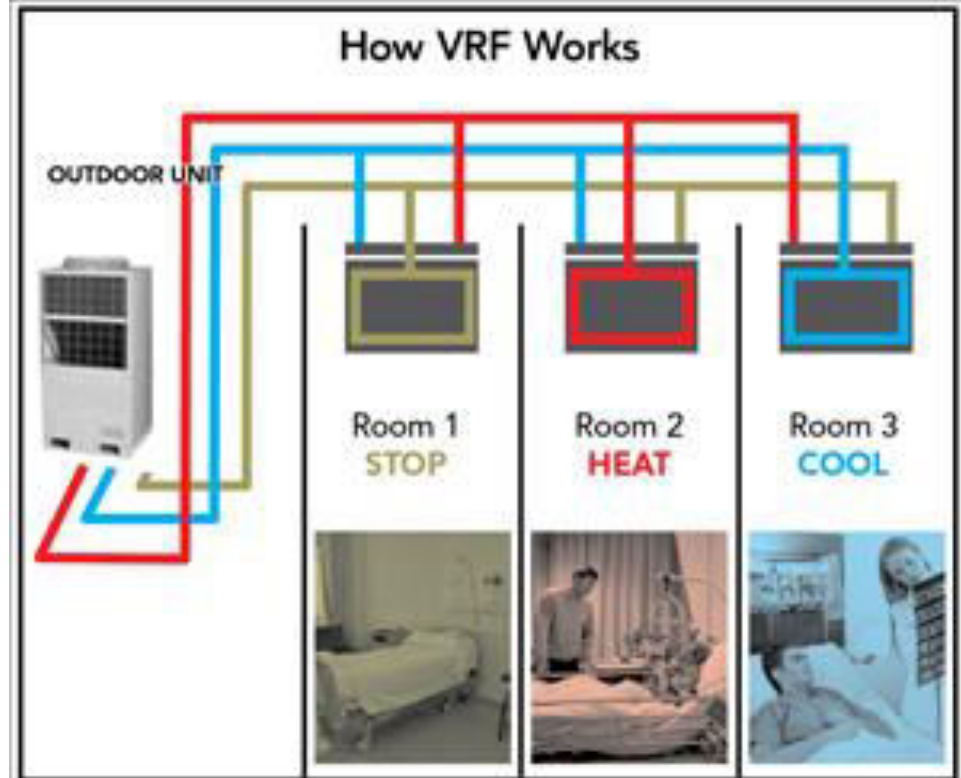 How VRF Works
OUTDOOR UNIT
Room 1
STOP
Room 2
HEAT
Room 3
COOL